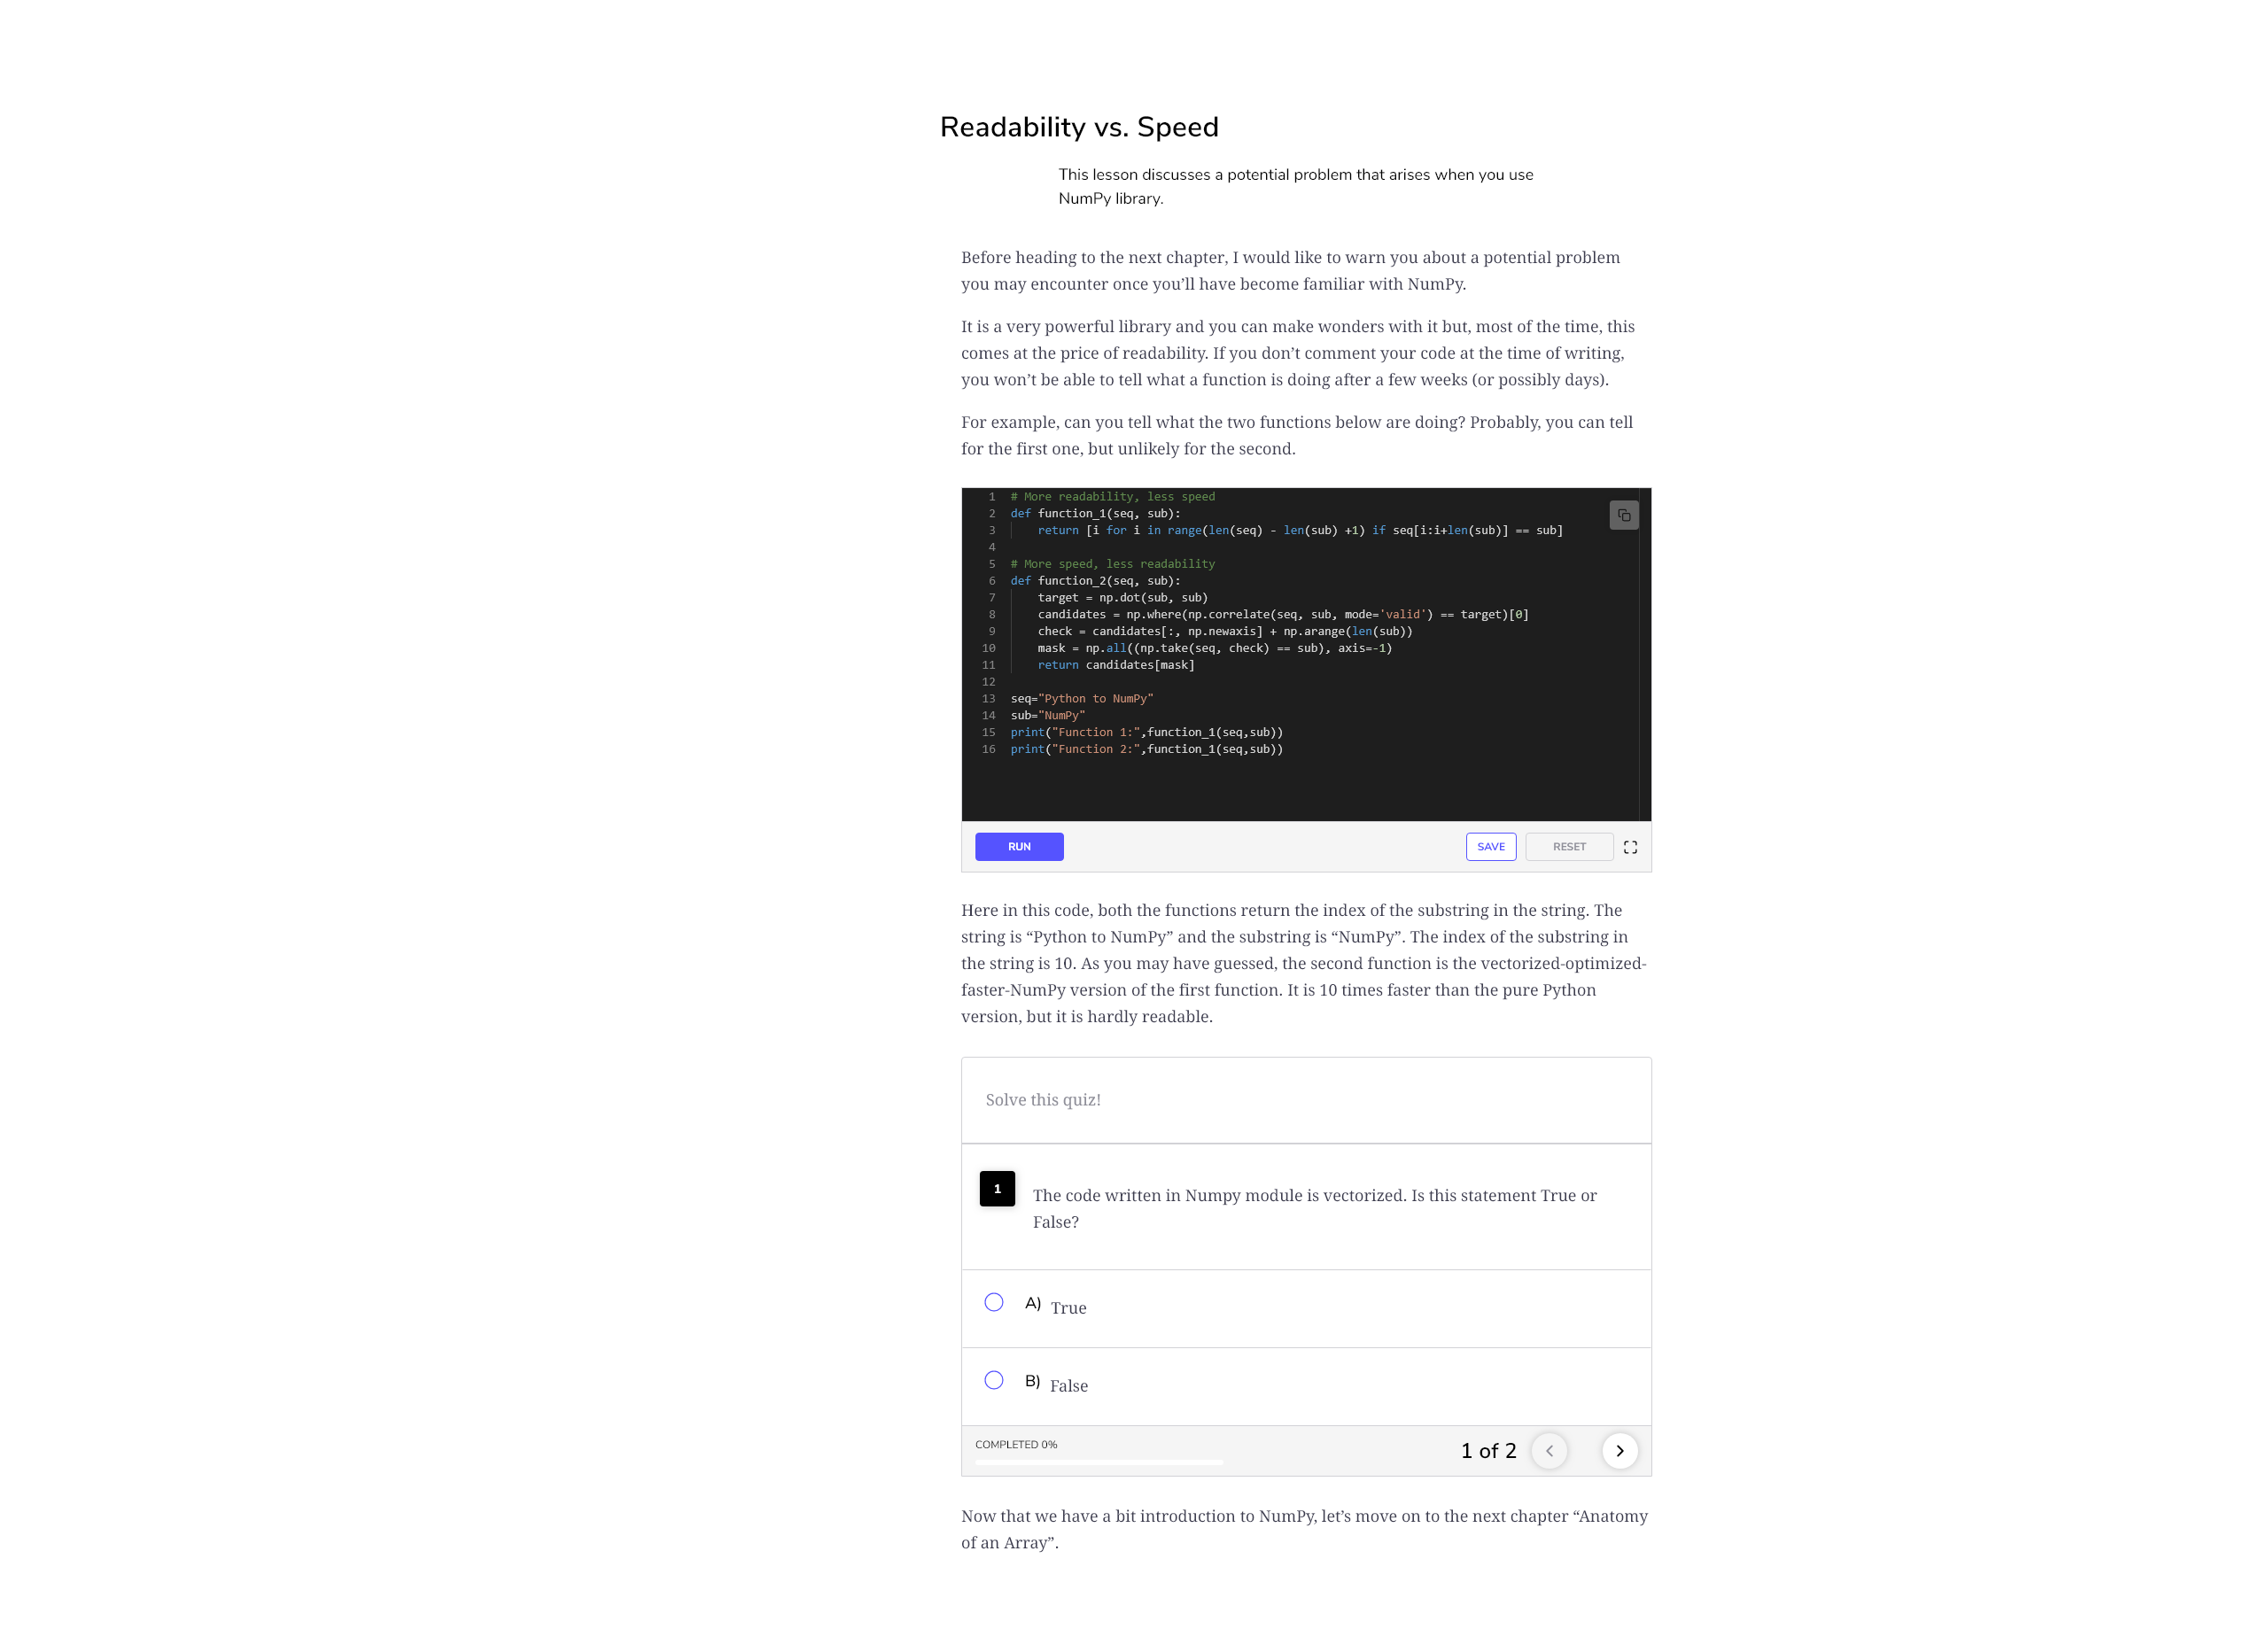 Readability vs. Speed
This lesson discusses a potential problem that arises when you use
NumPy library.
Before heading to the next chapter, I would like to warn you about a potential problem
you may encounter once you’ll have become familiar with NumPy.
It is a very powerful library and you can make wonders with it but, most of the time, this
comes at the price of readability. If you don’t comment your code at the time of writing,
you won’t be able to tell what a function is doing after a few weeks (or possibly days).
For example, can you tell what the two functions below are doing? Probably, you can tell
for the first one, but unlikely for the second.
1 # More readability, less speed
2 def function_1(seq, sub):
3     return [i for i in range(len(seq) - len(sub) +1) if seq[i:i+len(sub)] == sub]
4
5 # More speed, less readability
6 def function_2(seq, sub):
7     target = np.dot(sub, sub)
8     candidates = np.where(np.correlate(seq, sub, mode='valid') == target)[0]
9     check = candidates[:, np.newaxis] + np.arange(len(sub))
10     mask = np.all((np.take(seq, check) == sub), axis=-1)
11     return candidates[mask]
12
13 seq="Python to NumPy"
14 sub="NumPy"
15 print("Function 1:",function_1(seq,sub))
16 print("Function 2:",function_1(seq,sub))
RUN SAVE RESET
Here in this code, both the functions return the index of the substring in the string. The
string is “Python to NumPy” and the substring is “NumPy”. The index of the substring in
the string is 10. As you may have guessed, the second function is the vectorized-optimized-
faster-NumPy version of the first function. It is 10 times faster than the pure Python
version, but it is hardly readable.
Solve this quiz!
1 The code written in Numpy module is vectorized. Is this statement True or
False?
A) True
B) False
COMPLETED 0% 1 of 2
Now that we have a bit introduction to NumPy, let’s move on to the next chapter “Anatomy
of an Array”.